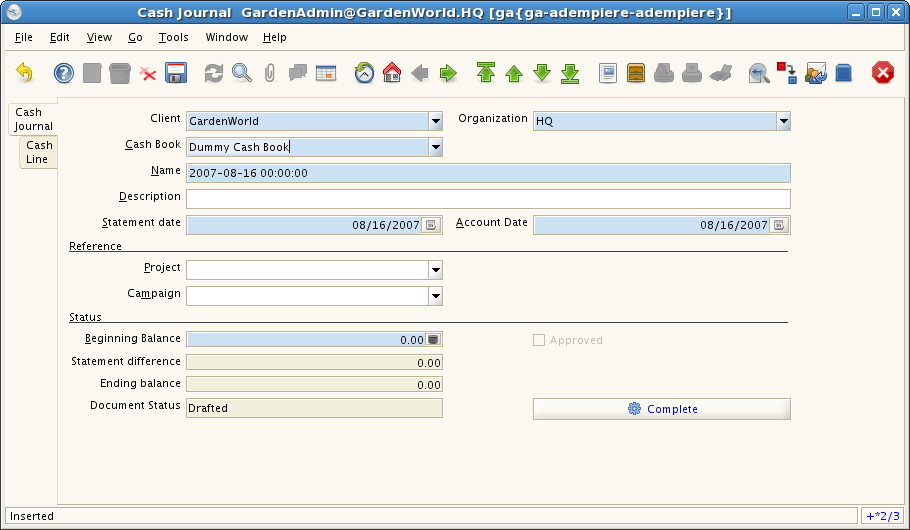 Cash Journal GardenAdmin@GardenWorld.HQ [ga{ga-adempiere-adempiere}]
File Edit View Go Tools Window Help
Cash Journal
Cash Line
Client GardenWorld Organization HQ
Cash Book Dummy Cash Book
Name 2007-08-16 00:00:00
Description
Statement date 08/16/2007 Account Date 08/16/2007
Reference
Project
Campaign
Status
Beginning Balance 0.00 Approved
Statement difference 0.00
Ending balance 0.00
Document Status Drafted Complete
Inserted +*2/3